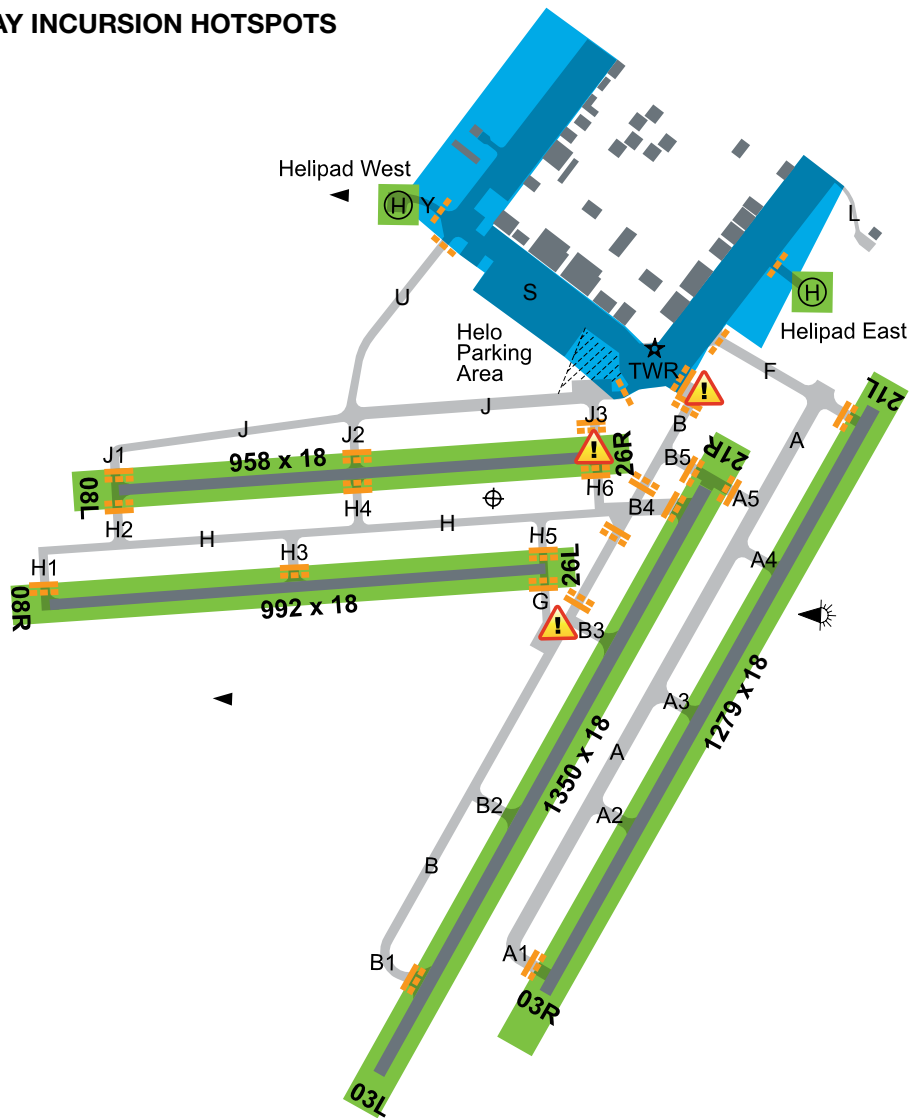 AY INCURSION HOTSPOTS
Helipad West
H
Y
L
U
S
H
Helo
Parking
Area
TWR
Helipad East
F
21L
J
J
J3
B
A
J1
J2
958 x 18
!
!
26R
B5
21R
08L
H6
A5
H2
H4
B4
H
H
H5
A4
H1
H3
26L
08R
992 x 18
G
!
B3
A3
1279 x 18
A
1350 x 18
B2
A2
B
B1
A1
03R
03L